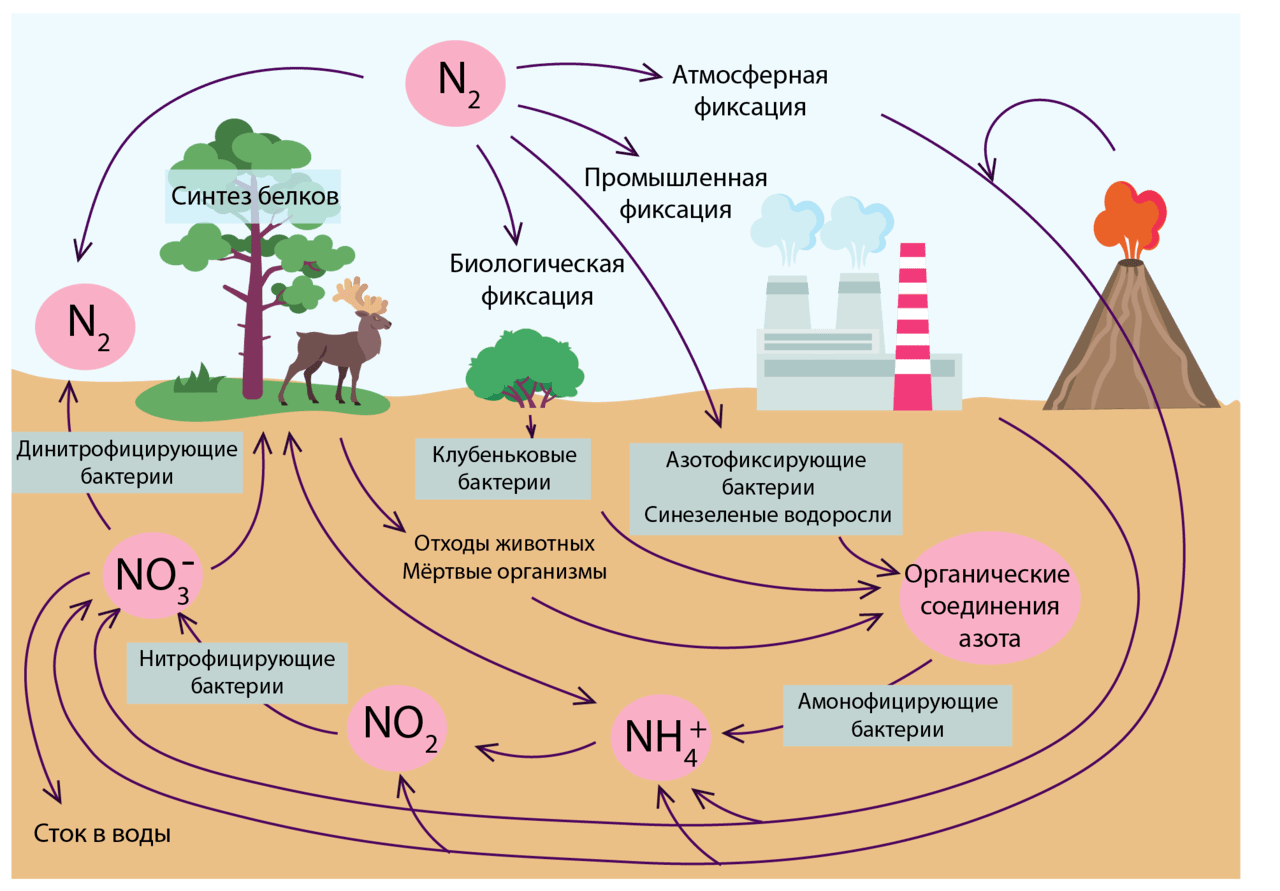 N2
Атмосферная
фиксация
Промышленная
фиксация
Синтез белков
Биологическая
фиксация
N2
Динитрофицирующие
бактерии
Клубеньковые
бактерии
Азотофиксирующие
бактерии
Синезеленые водоросли
Отходы животных
Мёртвые организмы
NO3-
Органические
соединения
азота
Нитрофицирующие
бактерии
NO2
NH4+
Амонофицирующие
бактерии
Сток в воды